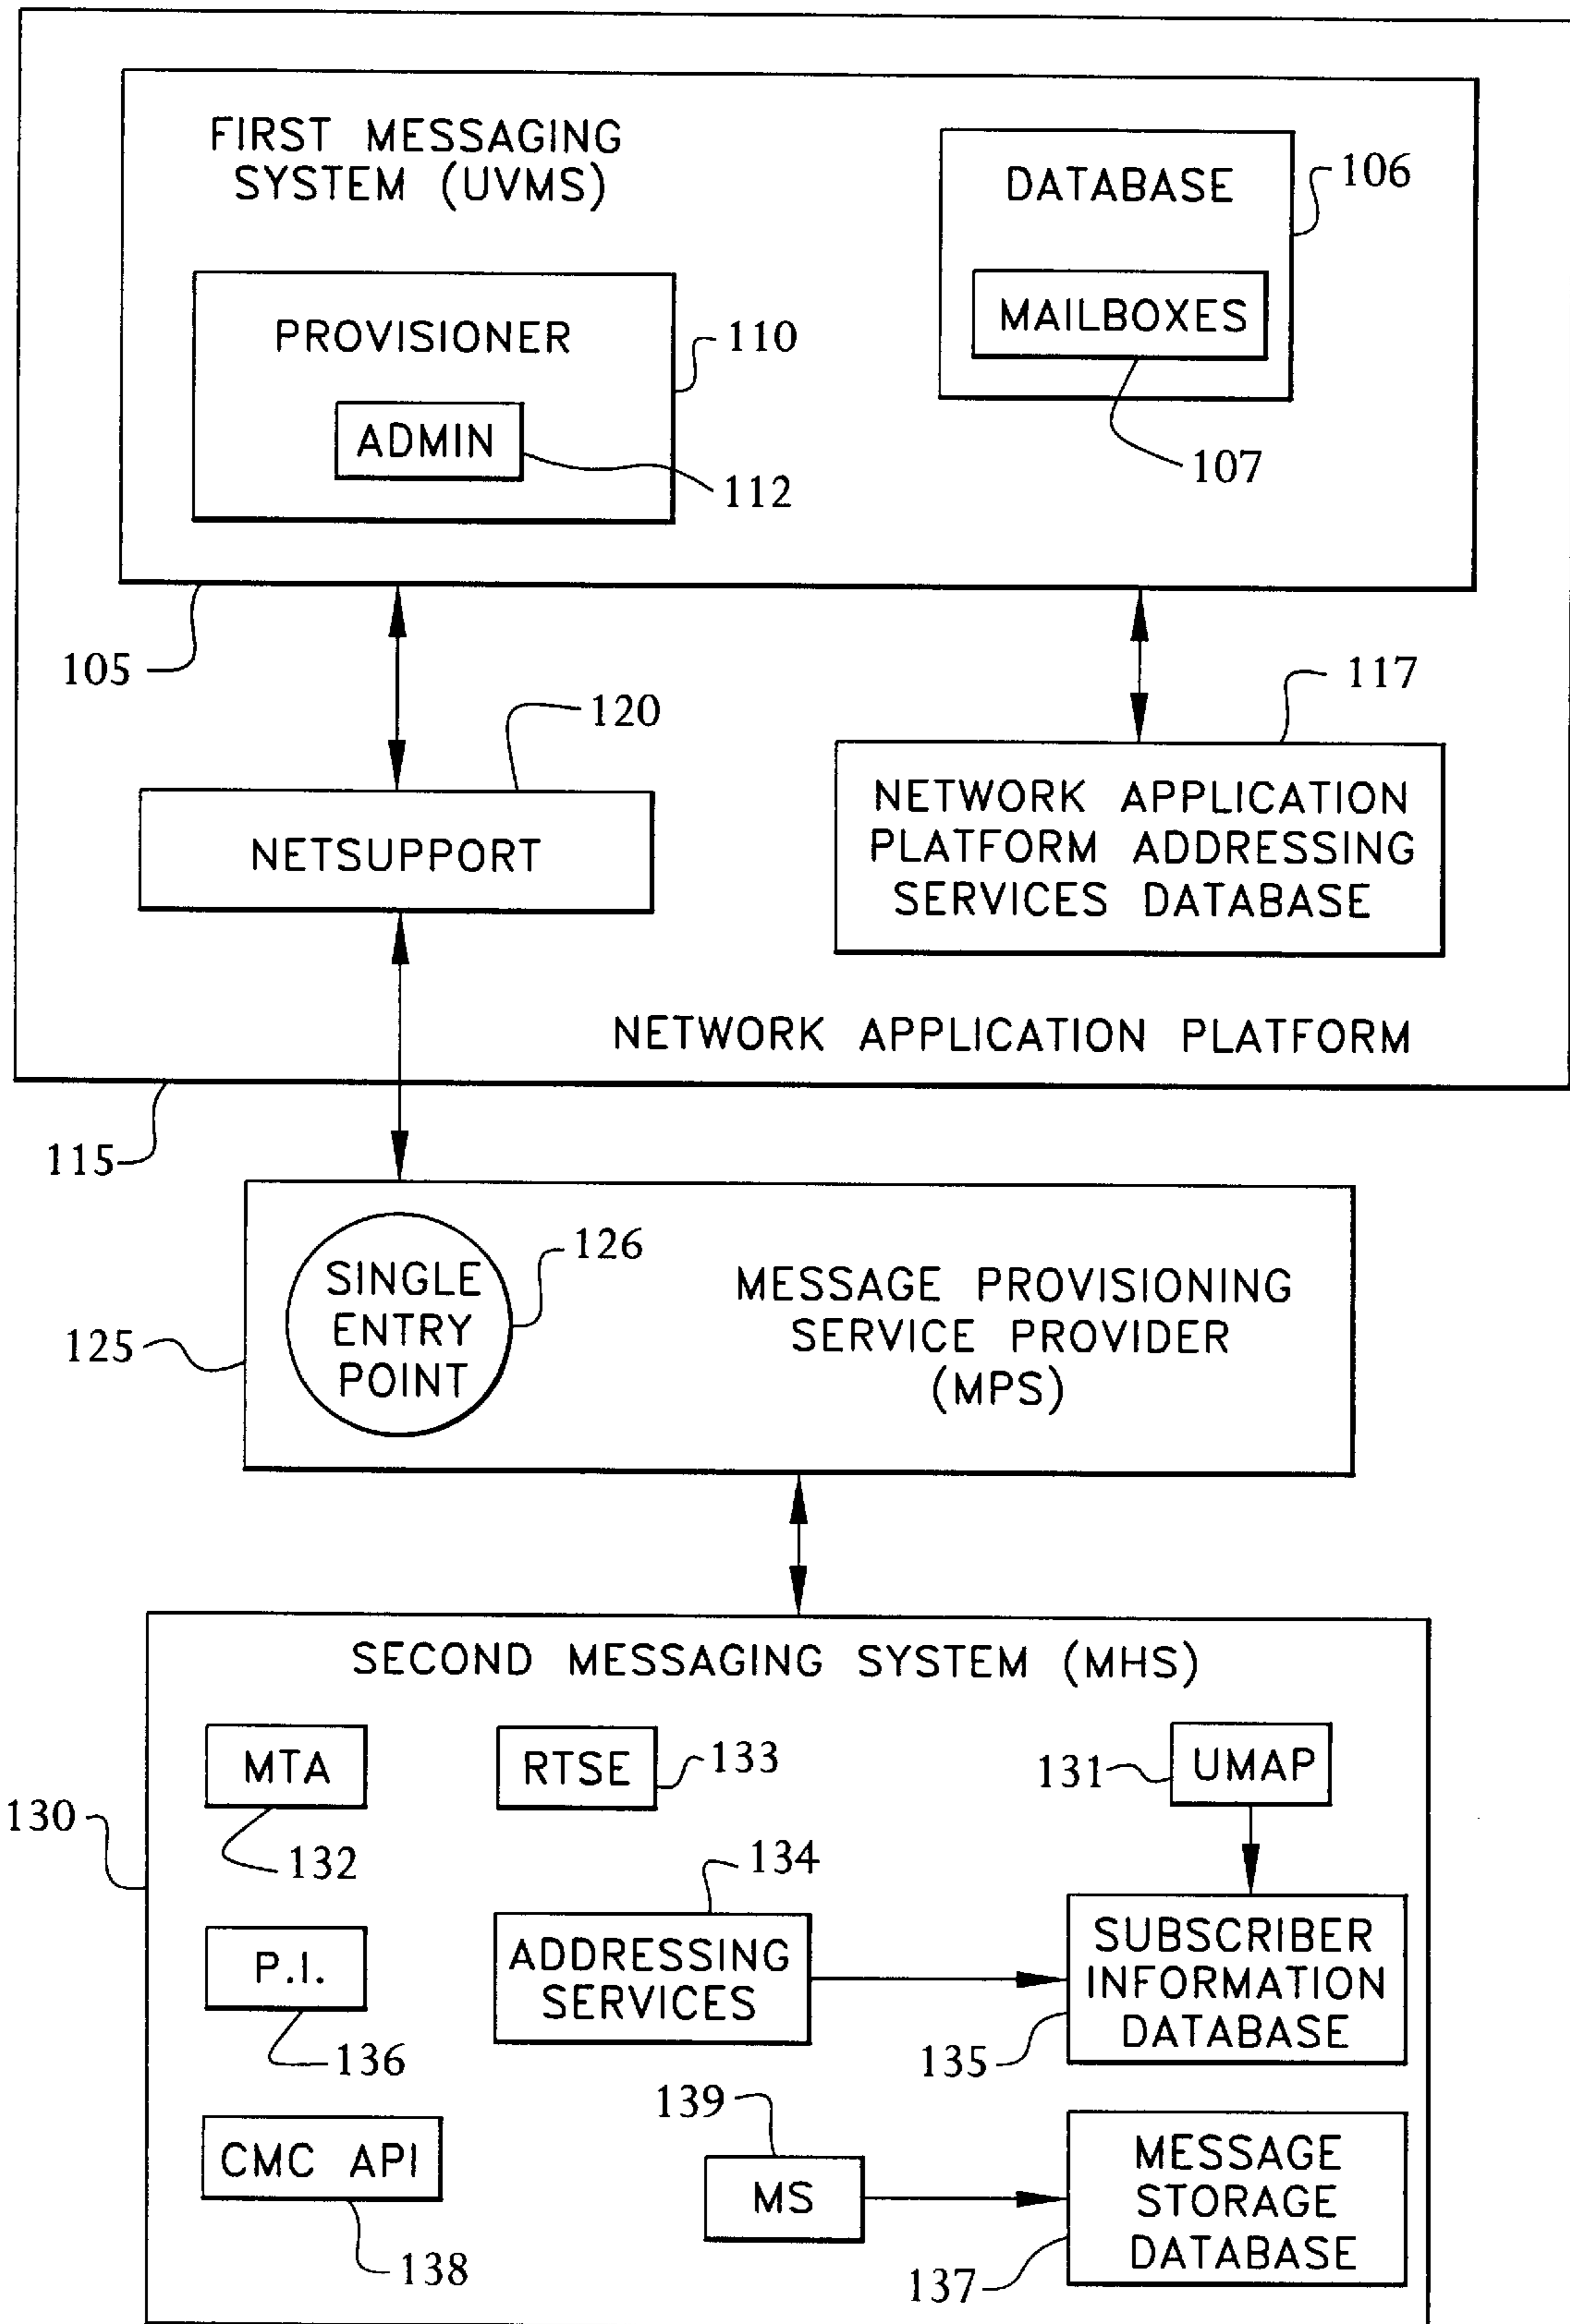 FIRST MESSAGING
SYSTEM (UVMS)
DATABASE
106
MAILBOXES
107
PROVISIONER
110
ADMIN
112
105
120
117
NETSUPPORT
NETWORK APPLICATION
PLATFORM ADDRESSING
SERVICES DATABASE
NETWORK APPLICATION PLATFORM
115
SINGLE
ENTRY
POINT
126
125
MESSAGE PROVISIONING
SERVICE PROVIDER
(MPS)
SECOND MESSAGING SYSTEM (MHS)
MTA
132
RTSE
133
131
UMAP
130
134
ADDRESSING
SERVICES
SUBSCRIBER
INFORMATION
DATABASE
135
P.I.
136
CMC API
138
139
MS
MESSAGE
STORAGE
DATABASE
137